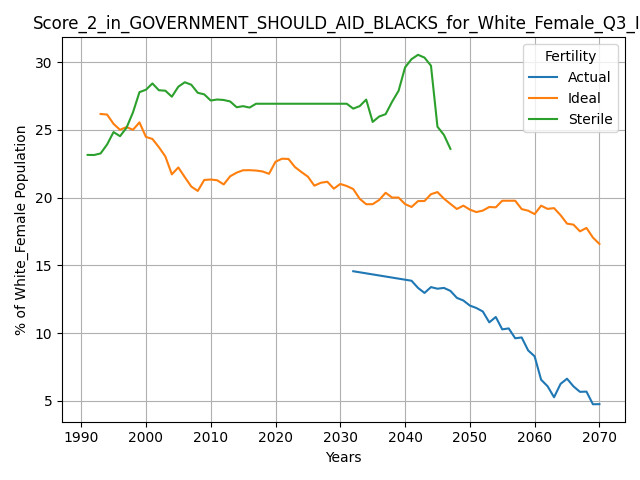 Score_2_in_GOVERNMENT_SHOULD_AID_BLACKS_for_White_Female_Q3_I
Fertility
Actual
Ideal
Sterile
% of White_Female Population
30
25
20
15
10
5
1990 2000 2010 2020 2030 2040 2050 2060 2070
Years